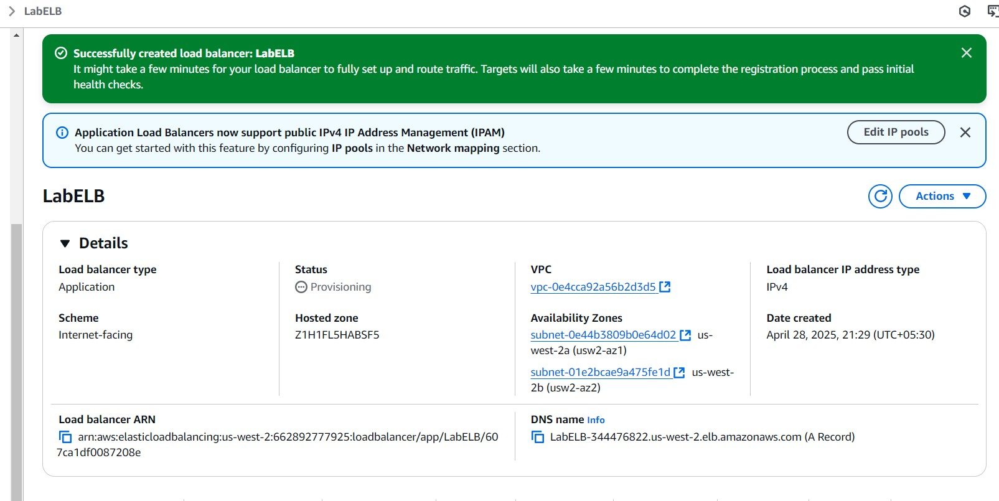 LabELB
Successfully created load balancer: LabELB
It might take a few minutes for your load balancer to fully set up and route traffic. Targets will also take a few minutes to complete the registration process and pass initial
health checks.
Application Load Balancers now support public IPv4 IP Address Management (IPAM)
You can get started with this feature by configuring IP pools in the Network mapping section.
Edit IP pools
LabELB
Actions
Details
Load balancer type
Application
Status
Provisioning
VPC
vpc-0e4cca92a56b2d3d5
Load balancer IP address type
IPv4
Scheme
Internet-facing
Hosted zone
Z1H1FL5HABSF5
Availability Zones
subnet-0e44b3809b0e64d02 us-
west-2a (usw2-az1)
subnet-01e2bcae9a475fe1d us-west-
2b (usw2-az2)
Date created
April 28, 2025, 21:29 (UTC+05:30)
Load balancer ARN
arn:aws:elasticloadbalancing:us-west-2:662892777925:loadbalancer/app/LabELB/60
7ca1df0087208e
DNS name Info
LabELB-344476822.us-west-2.elb.amazonaws.com (A Record)